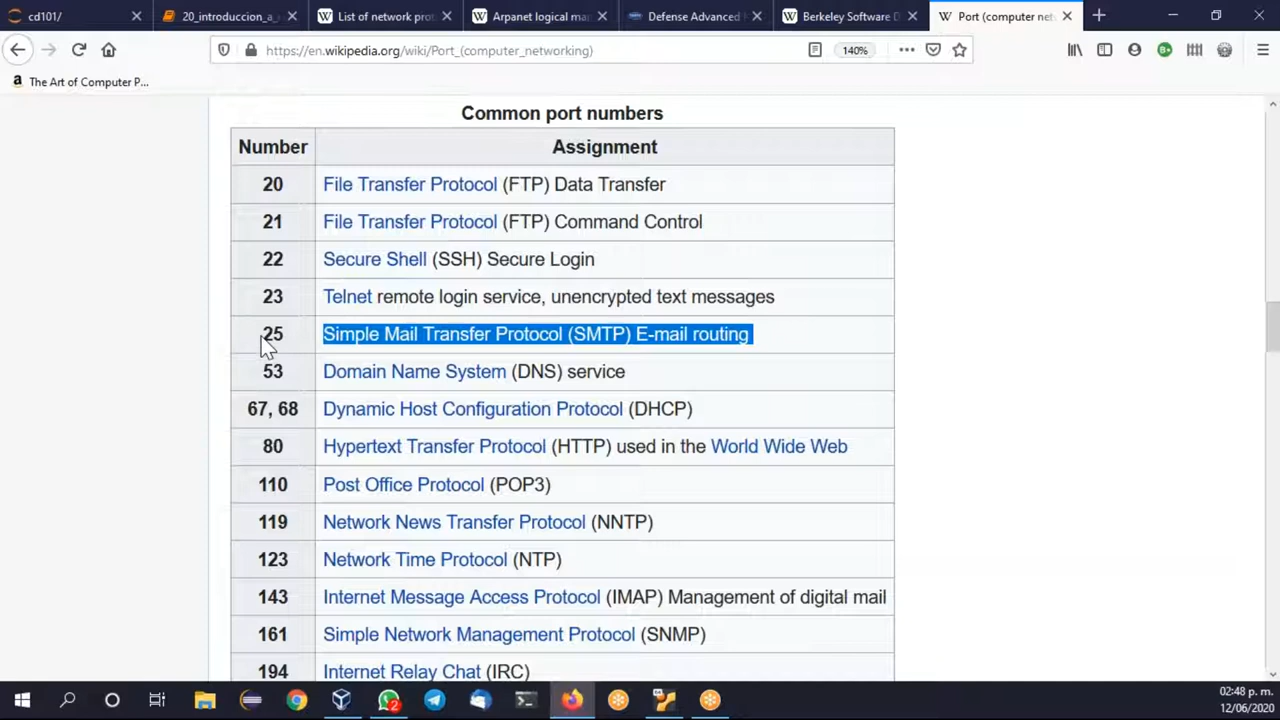 cd101/
20_introduccion_a_
List of network prot
Arpanet logical ma
Defense Advanced
Berkeley Software D
Port (computer net
https://en.wikipedia.org/wiki/Port_(computer_networking)
140%
The Art of Computer P...
Common port numbers
Number Assignment
20 File Transfer Protocol (FTP) Data Transfer
21 File Transfer Protocol (FTP) Command Control
22 Secure Shell (SSH) Secure Login
23 Telnet remote login service, unencrypted text messages
25 Simple Mail Transfer Protocol (SMTP) E-mail routing
53 Domain Name System (DNS) service
67, 68 Dynamic Host Configuration Protocol (DHCP)
80 Hypertext Transfer Protocol (HTTP) used in the World Wide Web
110 Post Office Protocol (POP3)
119 Network News Transfer Protocol (NNTP)
123 Network Time Protocol (NTP)
143 Internet Message Access Protocol (IMAP) Management of digital mail
161 Simple Network Management Protocol (SNMP)
194 Internet Relay Chat (IRC)
02:48 p. m.
12/06/2020